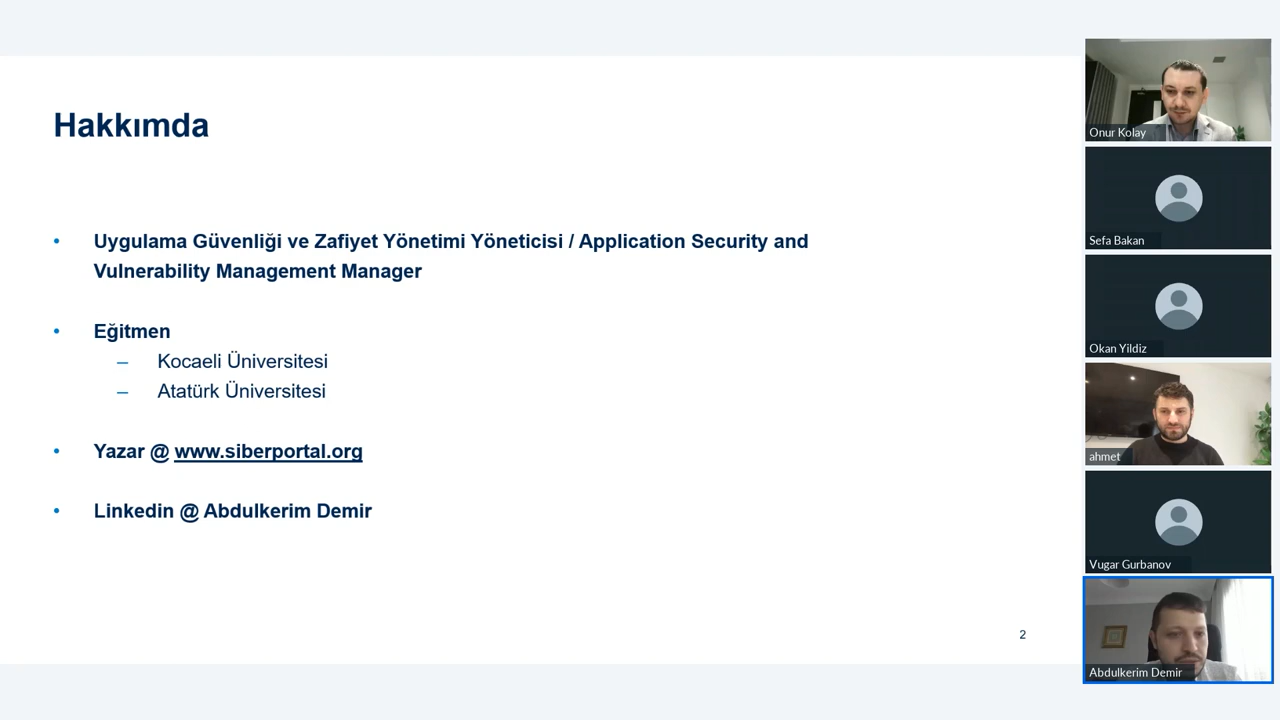 Hakkımda
• Uygulama Güvenliği ve Zafiyet Yönetimi Yöneticisi / Application Security and
Vulnerability Management Manager
• Eğitmen
– Kocaeli Üniversitesi
– Atatürk Üniversitesi
• Yazar @ www.siberportal.org
• Linkedin @ Abdulkerim Demir
2
Onur Kolay
Sefa Bakan
Okan Yildiz
ahmet
Vugar Gurbanov
Abdulkerim Demir